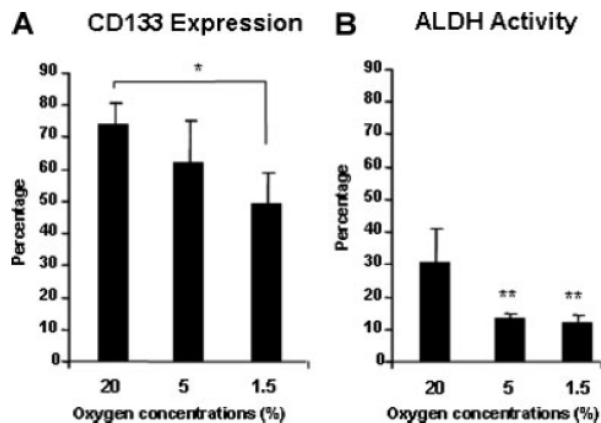 A CD133 Expression
B ALDH Activity
90
80
70
60
50
40
30
20
10
0
Percentage
*
20 5 1.5
Oxygen concentrations (%)
90
80
70
60
50
40
30
20
10
0
Percentage
** **
20 5 1.5
Oxygen concentrations (%)